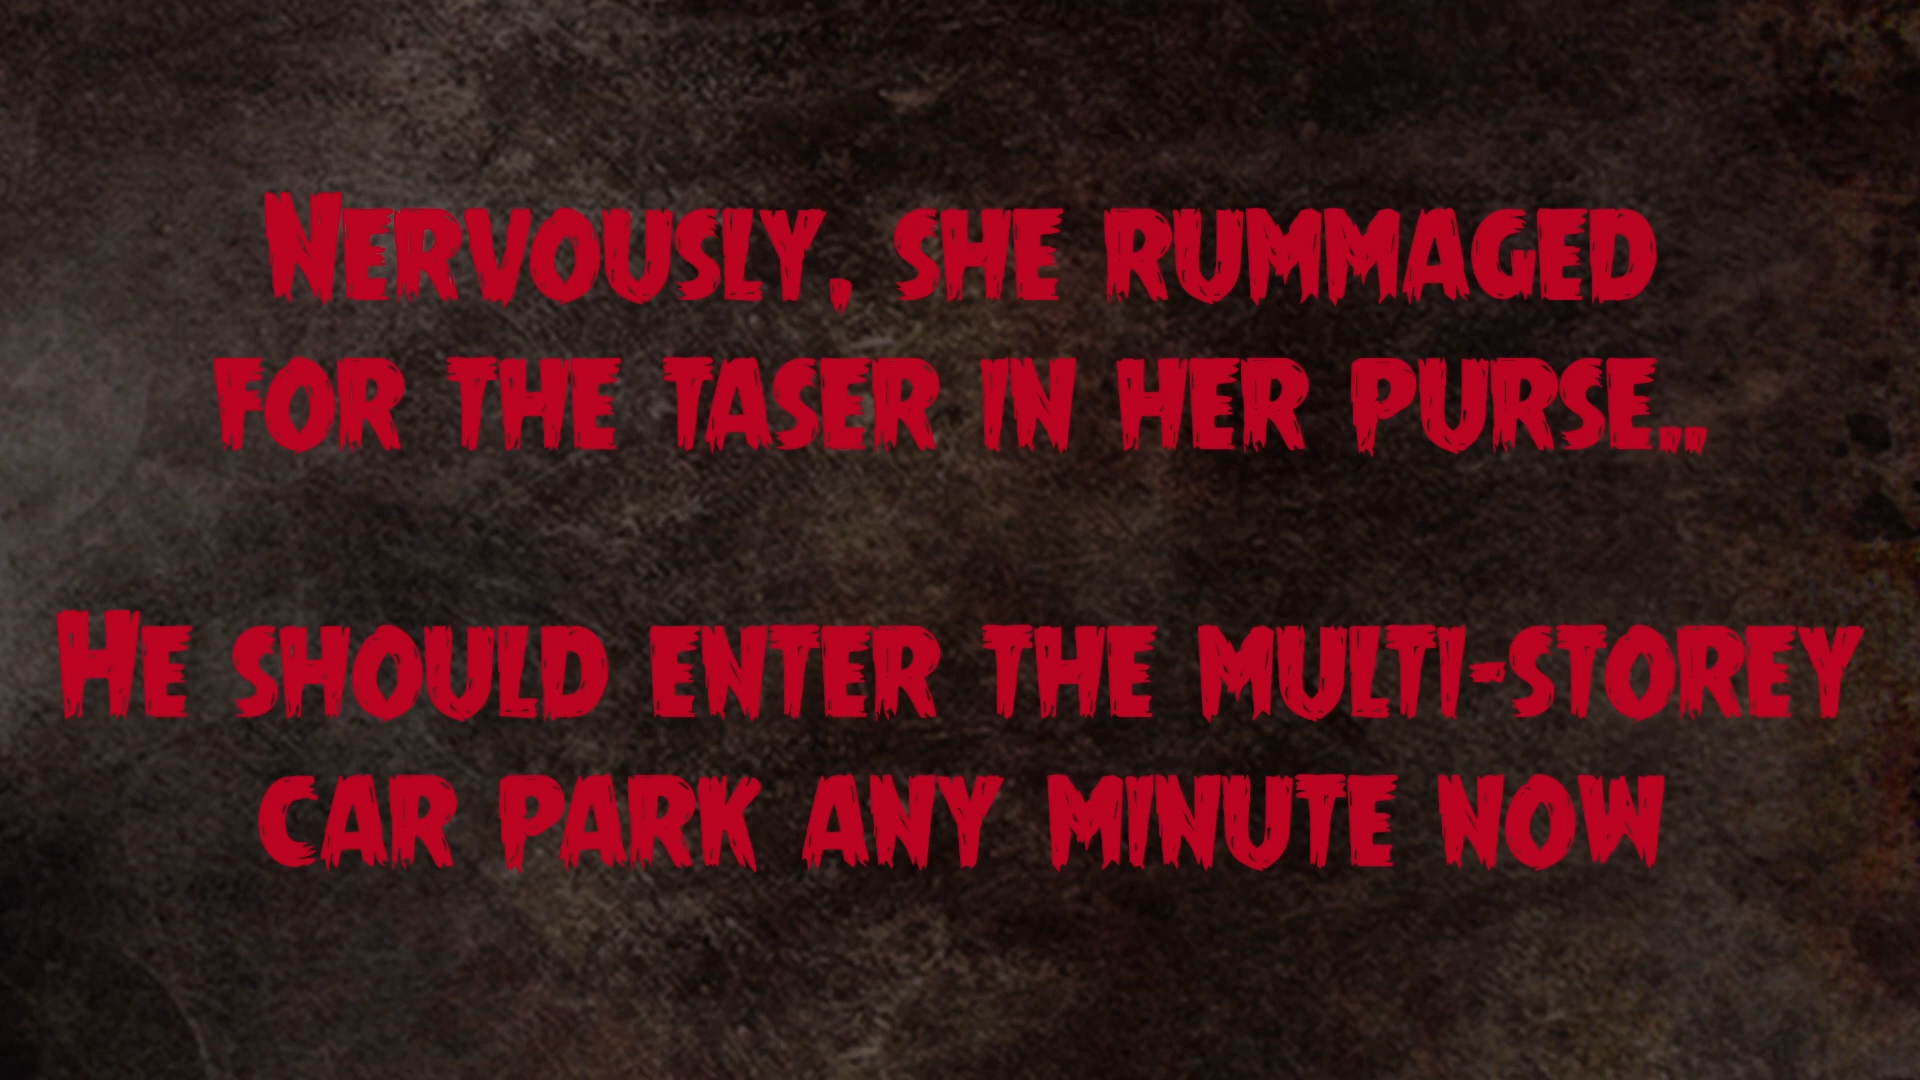 Nervously, she rummaged
for the taser in her purse..
He should enter the multi-storey
car park any minute now